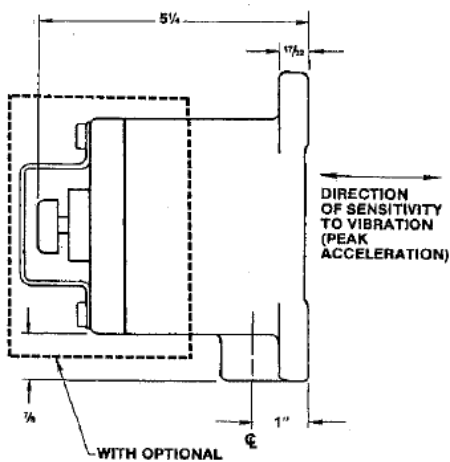 5¼
17/32
DIRECTION
OF SENSITIVITY
TO VIBRATION
(PEAK
ACCELERATION)
⅞
℄
1"
WITH OPTIONAL